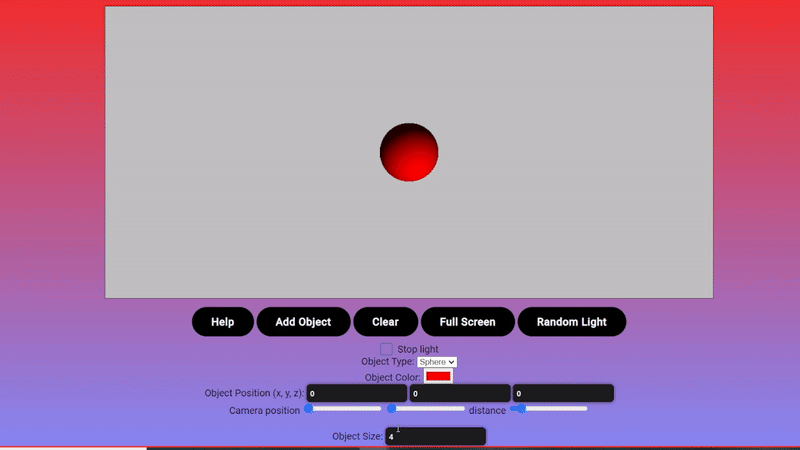 Help Add Object Clear Full Screen Random Light
Stop light
Object Type: Sphere
Object Color:
Object Position (x, y, z): 0 0 0
Camera position distance
Object Size: 4